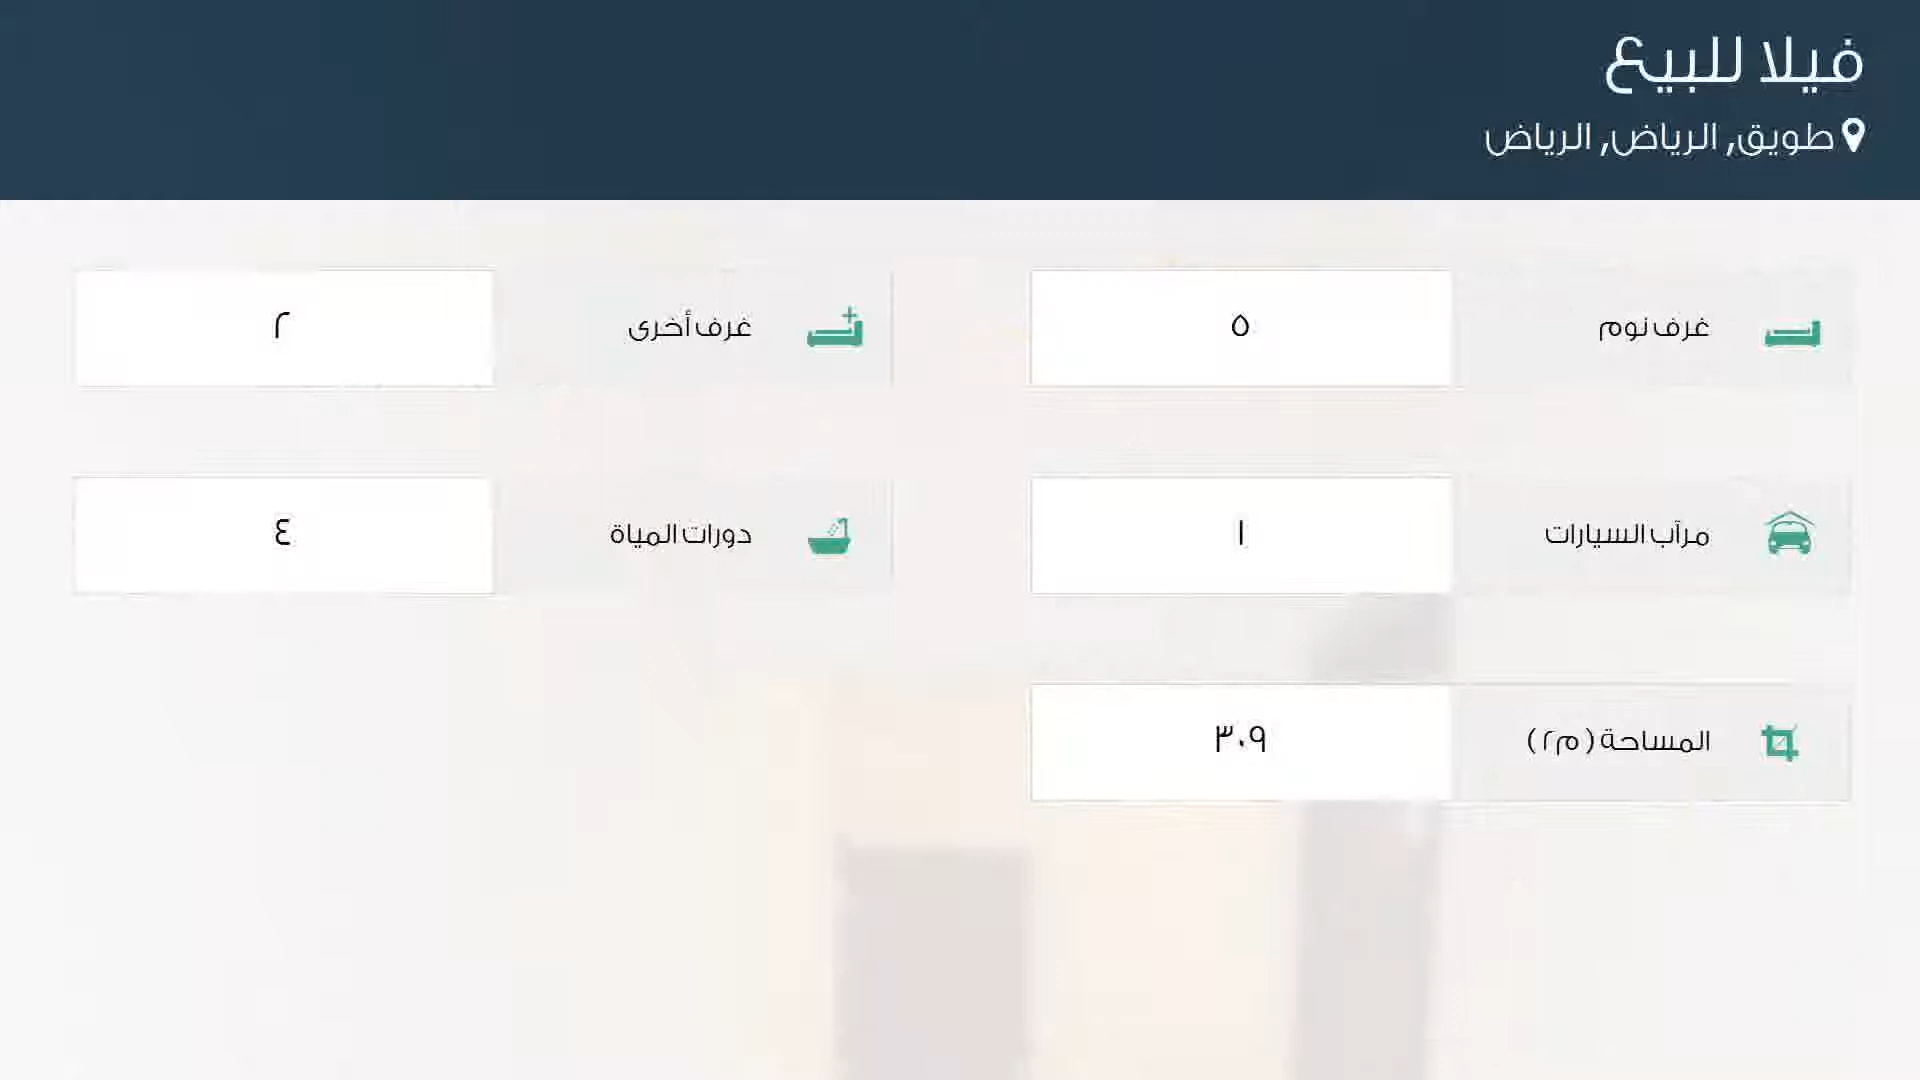 فيلا للبيع
طويق, الرياض, الرياض
غرف نوم
٥
غرف أخرى
٢
مرآب السيارات
١
دورات المياة
٤
المساحة ( م٢ )
٣٠٩